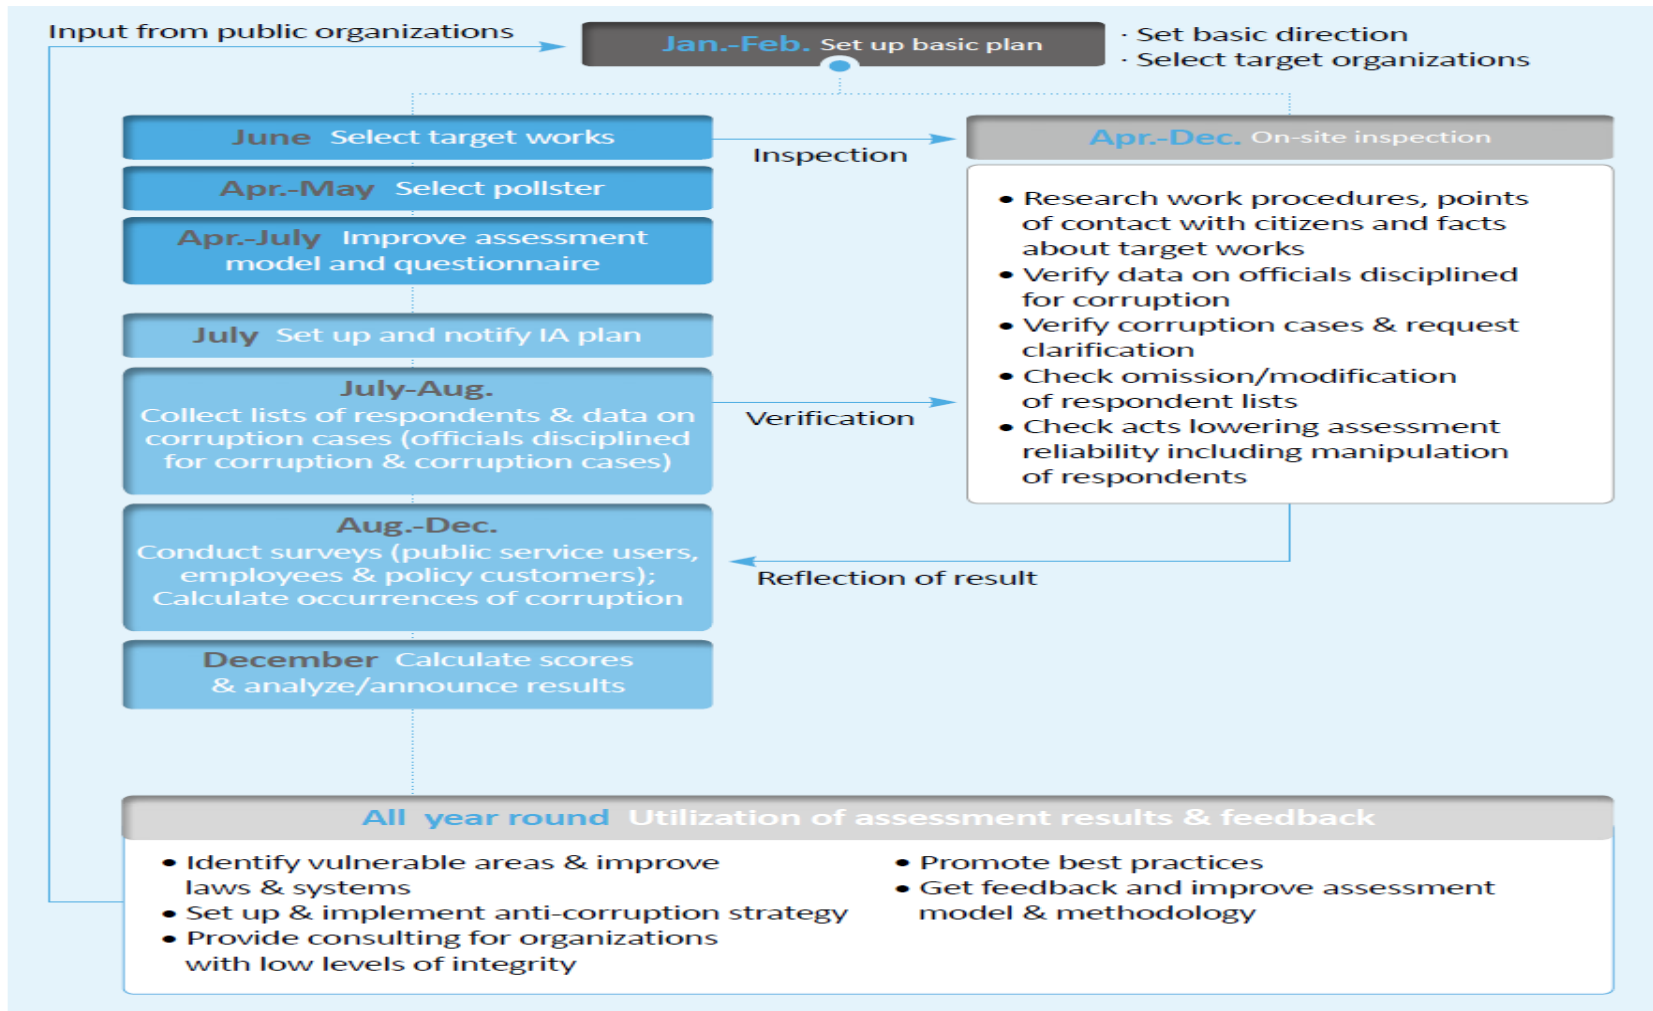 Input from public organizations
Jan.-Feb. Set up basic plan
· Set basic direction
· Select target organizations
June Select target works
Inspection
Apr.-May Select pollster
Apr.-July Improve assessment
model and questionnaire
Apr.-Dec. On-site inspection
• Research work procedures, points
of contact with citizens and facts
about target works
• Verify data on officials disciplined
for corruption
• Verify corruption cases & request
clarification
• Check omission/modification
of respondent lists
• Check acts lowering assessment
reliability including manipulation
of respondents
July Set up and notify IA plan
July-Aug.
Collect lists of respondents & data on
corruption cases (officials disciplined
for corruption & corruption cases)
Verification
Aug.-Dec.
Conduct surveys (public service users,
employees & policy customers);
Calculate occurrences of corruption
Reflection of result
December Calculate scores
& analyze/announce results
All year round Utilization of assessment results & feedback
• Identify vulnerable areas & improve
laws & systems
• Set up & implement anti-corruption strategy
• Provide consulting for organizations
with low levels of integrity
• Promote best practices
• Get feedback and improve assessment
model & methodology